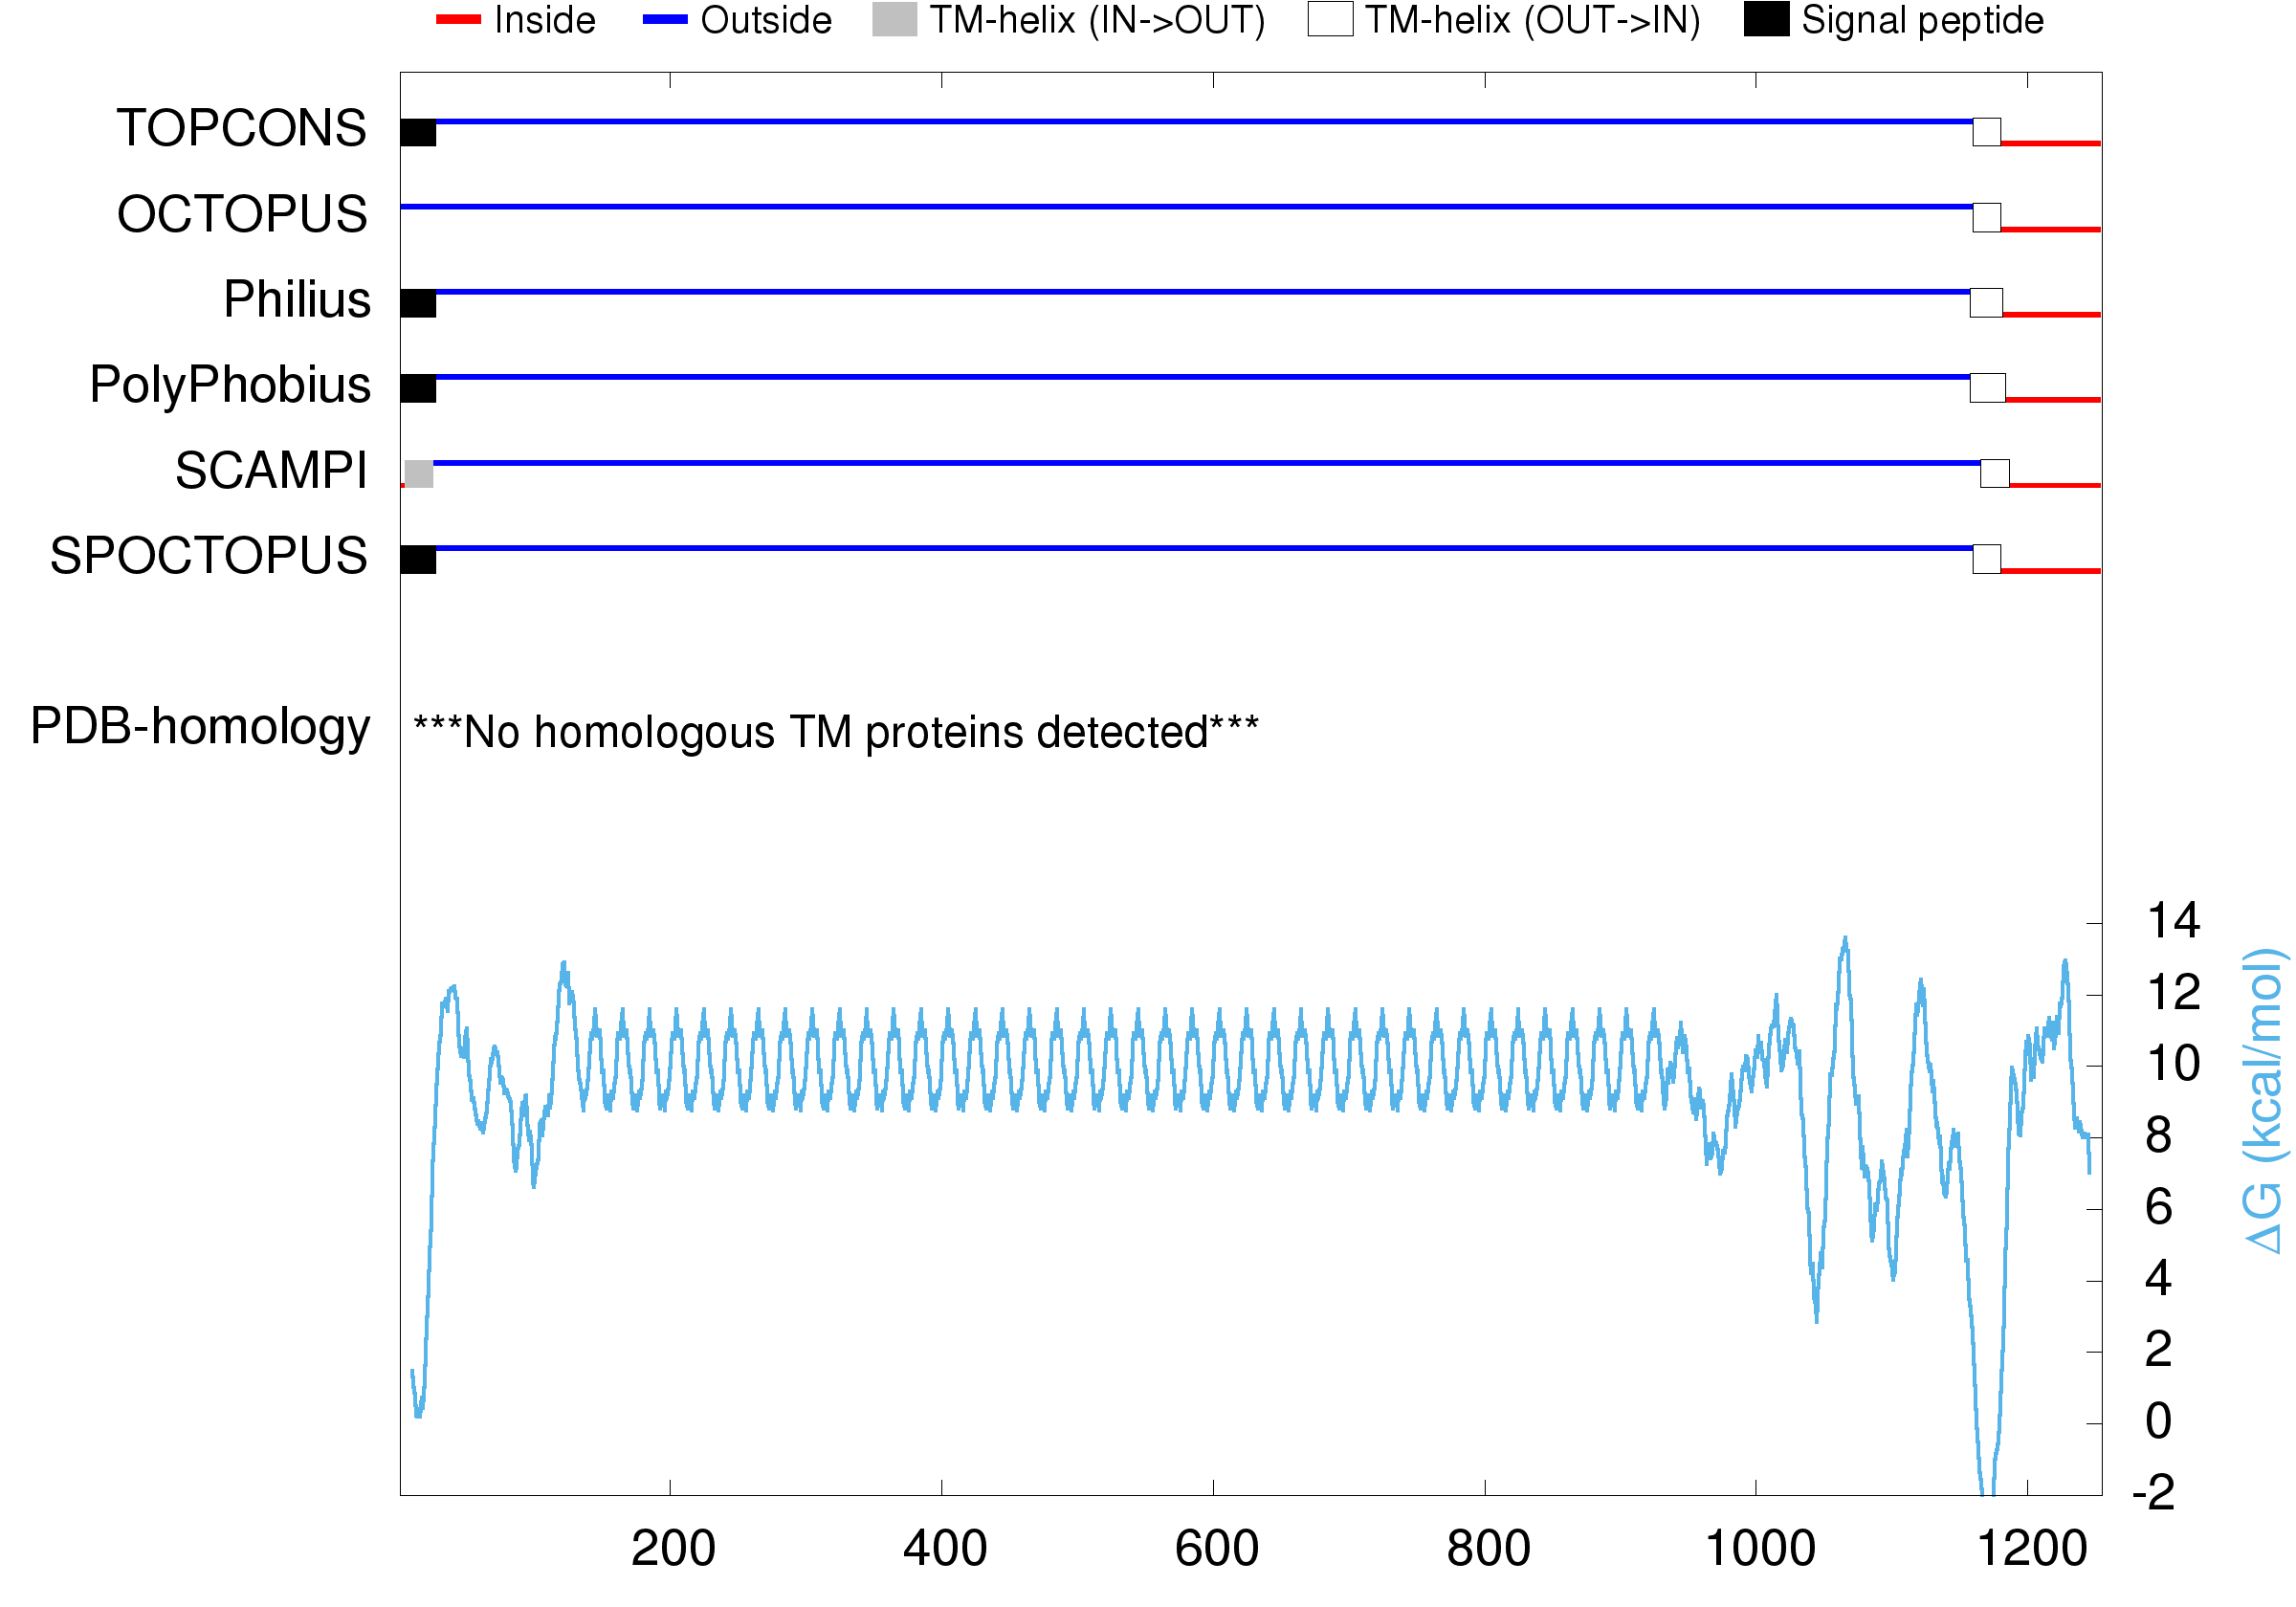 Inside Outside TM-helix (IN->OUT) TM-helix (OUT->IN) Signal peptide
TOPCONS
OCTOPUS
Philius
PolyPhobius
SCAMPI
SPOCTOPUS
PDB-homology ***No homologous TM proteins detected***
14
12
10
8
6
4
2
0
-2
ΔG (kcal/mol)
200 400 600 800 1000 1200